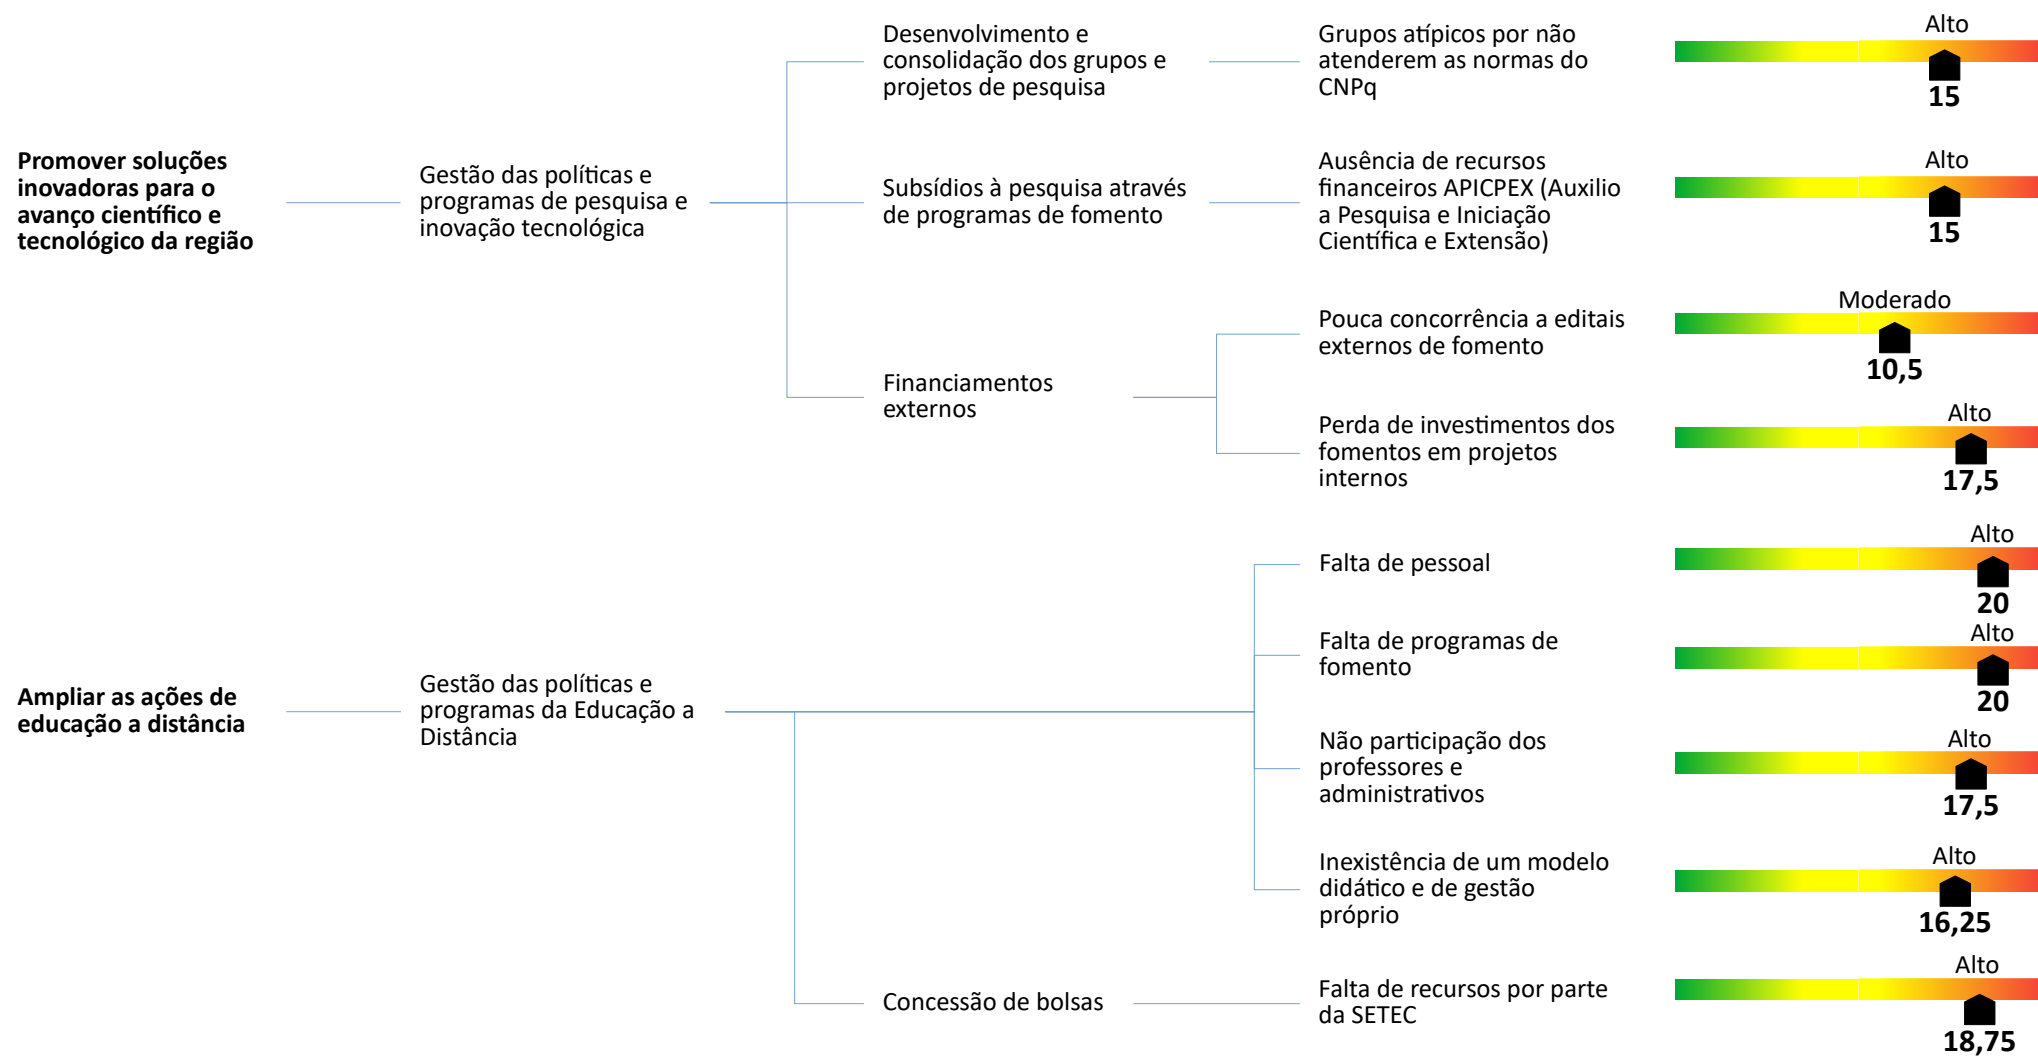 Promover soluções
inovadoras para o
avanço científico e
tecnológico da região
Gestão das políticas e
programas de pesquisa e
inovação tecnológica
Desenvolvimento e
consolidação dos grupos e
projetos de pesquisa
Grupos atípicos por não
atenderem as normas do
CNPq
Alto
15
Subsídios à pesquisa através
de programas de fomento
Ausência de recursos
financeiros APICPEX (Auxilio
a Pesquisa e Iniciação
Científica e Extensão)
Alto
15
Financiamentos
externos
Pouca concorrência a editais
externos de fomento
Moderado
10,5
Perda de investimentos dos
fomentos em projetos
internos
Alto
17,5
Ampliar as ações de
educação a distância
Gestão das políticas e
programas da Educação a
Distância
Falta de pessoal
Alto
20
Falta de programas de
fomento
Alto
20
Não participação dos
professores e
administrativos
Alto
17,5
Inexistência de um modelo
didático e de gestão
próprio
Alto
16,25
Concessão de bolsas
Falta de recursos por parte
da SETEC
Alto
18,75